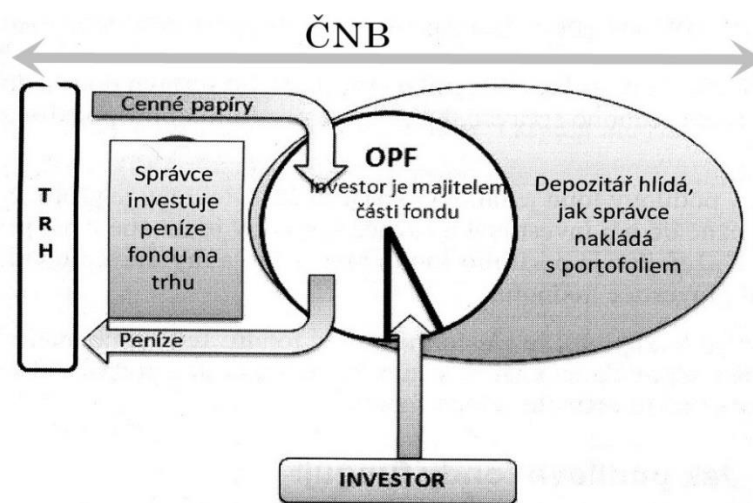 ČNB
Cenné papíry
T
R
H
Správce
investuje
peníze
fondu na
trhu
OPF
Investor je majitelem
části fondu
Depozitář hlídá,
jak správce
nakládá
s portofoliem
Peníze
INVESTOR